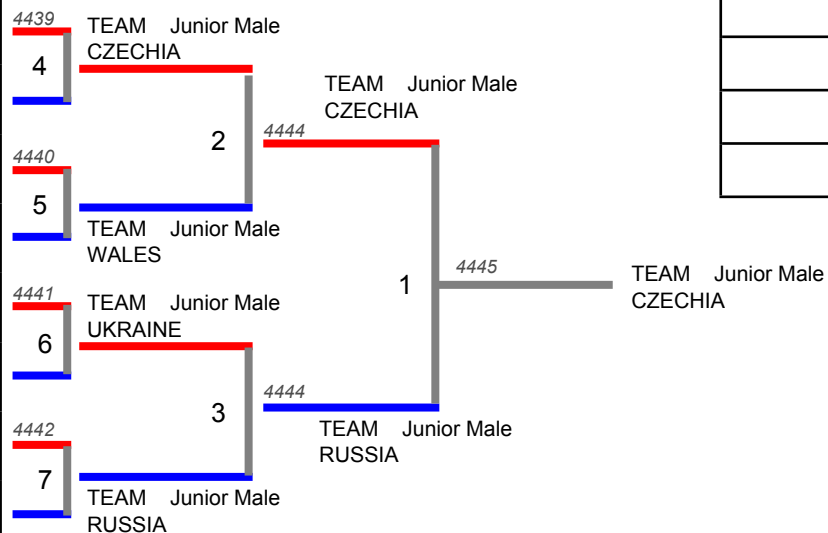 4439
TEAM Junior Male
CZECHIA
4
TEAM Junior Male
CZECHIA
2
4444
4440
5
TEAM Junior Male
WALES
1
4445
TEAM Junior Male
CZECHIA
4441
TEAM Junior Male
UKRAINE
6
3
4444
TEAM Junior Male
RUSSIA
4442
7
TEAM Junior Male
RUSSIA